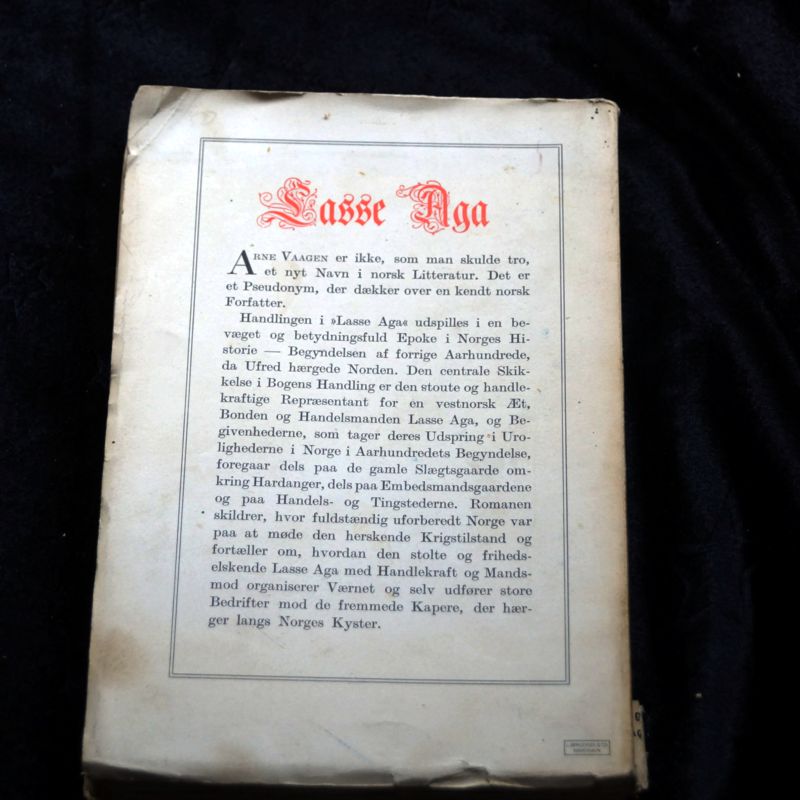 Lasse Aga
ARNE VAAGEN er ikke, som man skulde tro,
et nyt Navn i norsk Litteratur. Det er
et Pseudonym, der dækker over en kendt norsk
Forfatter.
Handlingen i »Lasse Aga« udspilles i en be-
væget og betydningsfuld Epoke i Norges Hi-
storie — Begyndelsen af forrige Aarhundrede,
da Ufred hærgede Norden. Den centrale Skik-
kelse i Bogens Handling er den stoute og handle-
kraftige Repræsentant for en vestnorsk Æt,
Bonden og Handelsmanden Lasse Aga, og Be-
givenhederne, som tager deres Udspring i Uro-
lighederne i Norge i Aarhundredets Begyndelse,
foregaar dels paa de gamle Slægtsgaarde om-
kring Hardanger, dels paa Embedsmandsgaardene
og paa Handels- og Tingstederne. Romanen
skildrer, hvor fuldstændig uforberedt Norge var
paa at møde den herskende Krigstilstand og
fortæller om, hvordan den stolte og friheds-
elskende Lasse Aga med Handlekraft og Mands-
mod organiserer Værnet og selv udfører store
Bedrifter mod de fremmede Kapere, der hær-
ger langs Norges Kyster.